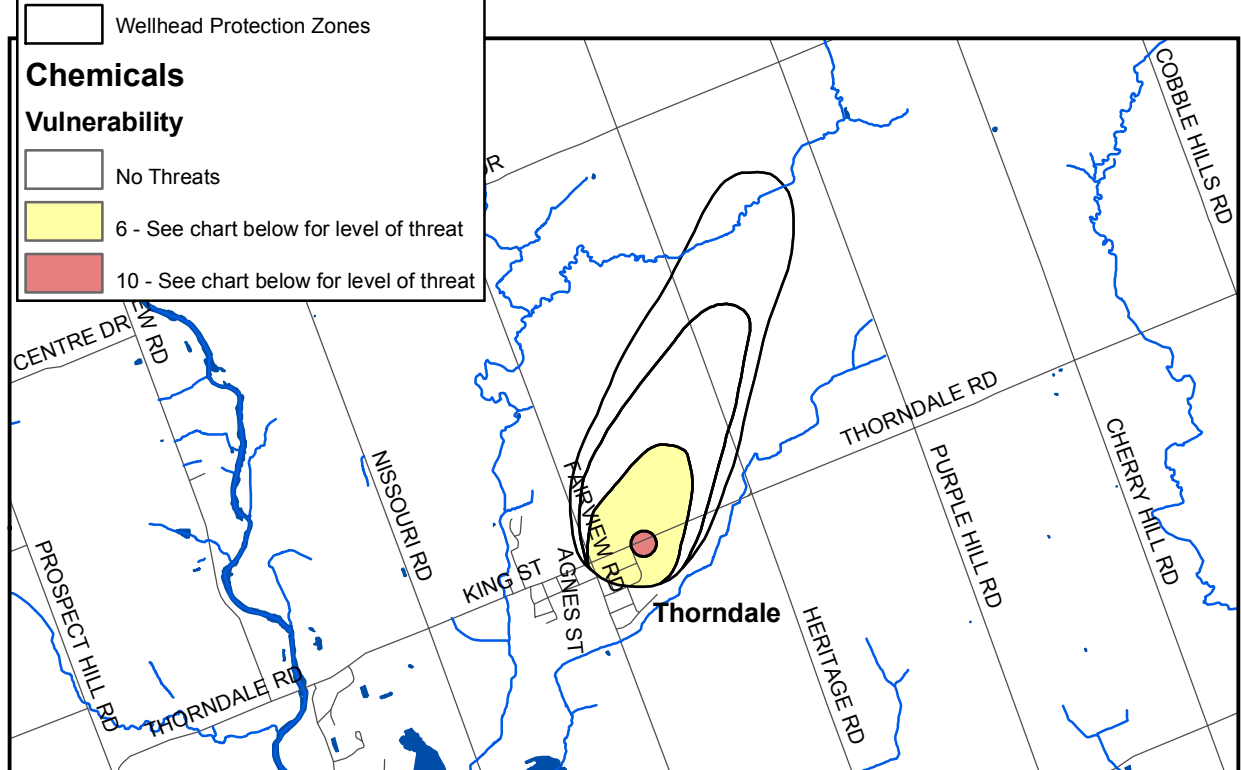 Wellhead Protection Zones
Chemicals
Vulnerability
No Threats
6 - See chart below for level of threat
10 - See chart below for level of threat
COBBLE HILLS RD
CENTRE DR
THORNDALE RD
NISSOURI RD
FAIRVIEW RD
PURPLE HILL RD
CHERRY HILL RD
PROSPECT HILL RD
KING ST
AGNES ST
Thorndale
HERITAGE RD
THORNDALE RD